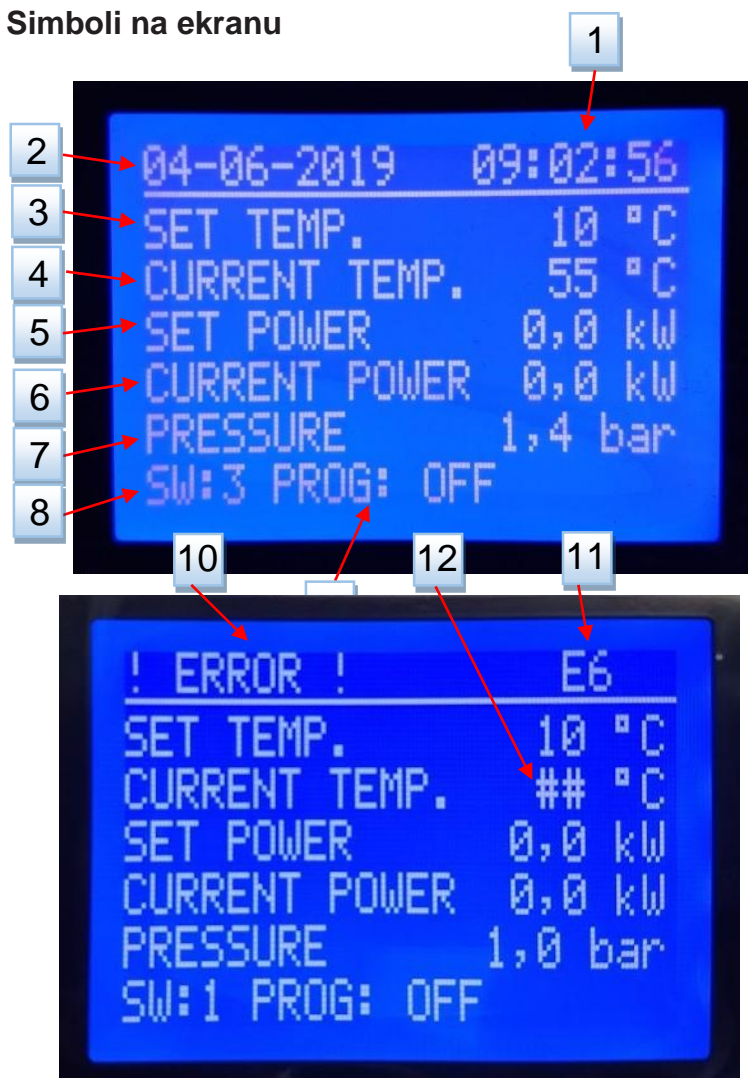 Simboli na ekranu
1
2
04-06-2019 09:02:56
3
SET TEMP. 10 °C
4
CURRENT TEMP. 55 °C
5
SET POWER 0,0 kW
6
CURRENT POWER 0,0 kW
7
PRESSURE 1,4 bar
8
SW:3 PROG: OFF
10
12
11
! ERROR ! E6
SET TEMP. 10 °C
CURRENT TEMP. ## °C
SET POWER 0,0 kW
CURRENT POWER 0,0 kW
PRESSURE 1,0 bar
SW:1 PROG: OFF